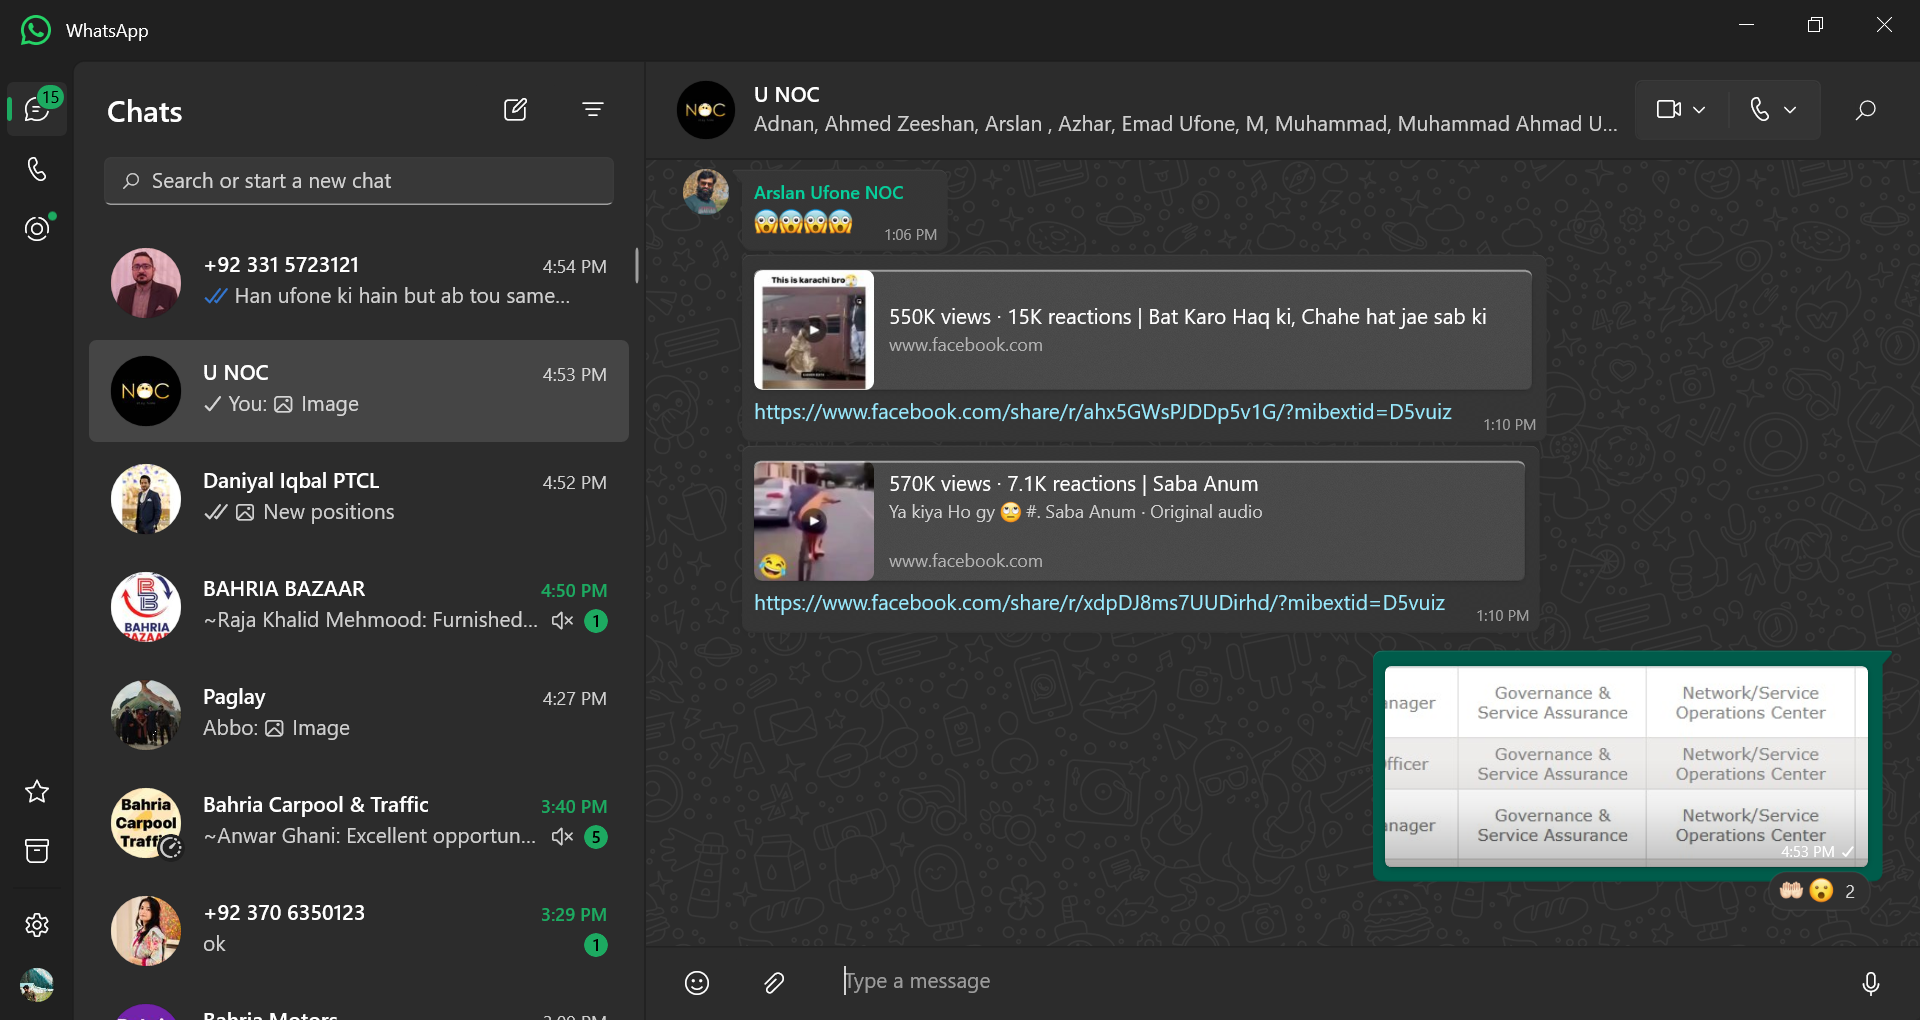 WhatsApp
15
Chats
Search or start a new chat
+92 331 5723121
4:54 PM
Han ufone ki hain but ab tou same...
NOC
U NOC
4:53 PM
You: Image
Daniyal Iqbal PTCL
4:52 PM
New positions
BAHRIA
BAZAAR
BAHRIA BAZAAR
4:50 PM
~Raja Khalid Mehmood: Furnished...
1
Paglay
4:27 PM
Abbo: Image
Bahria
Carpool
Traffi
Bahria Carpool & Traffic
3:40 PM
~Anwar Ghani: Excellent opportun...
5
+92 370 6350123
3:29 PM
ok
1
Bahria Motors
NOC
U NOC
Adnan, Ahmed Zeeshan, Arslan , Azhar, Emad Ufone, M, Muhammad, Muhammad Ahmad U...
Arslan Ufone NOC
😱😱😱😱
1:06 PM
This is karachi bro
550K views · 15K reactions | Bat Karo Haq ki, Chahe hat jae sab ki
www.facebook.com
https://www.facebook.com/share/r/ahx5GWsPJDDp5v1G/?mibextid=D5vuiz
1:10 PM
570K views · 7.1K reactions | Saba Anum
Ya kiya Ho gy 🙄 #. Saba Anum · Original audio
www.facebook.com
https://www.facebook.com/share/r/xdpDJ8ms7UUDirhd/?mibextid=D5vuiz
1:10 PM
nager
Governance &
Service Assurance
Network/Service
Operations Center
fficer
Governance &
Service Assurance
Network/Service
Operations Center
nager
Governance &
Service Assurance
Network/Service
Operations Center
4:53 PM
🤲🏻😮 2
Type a message